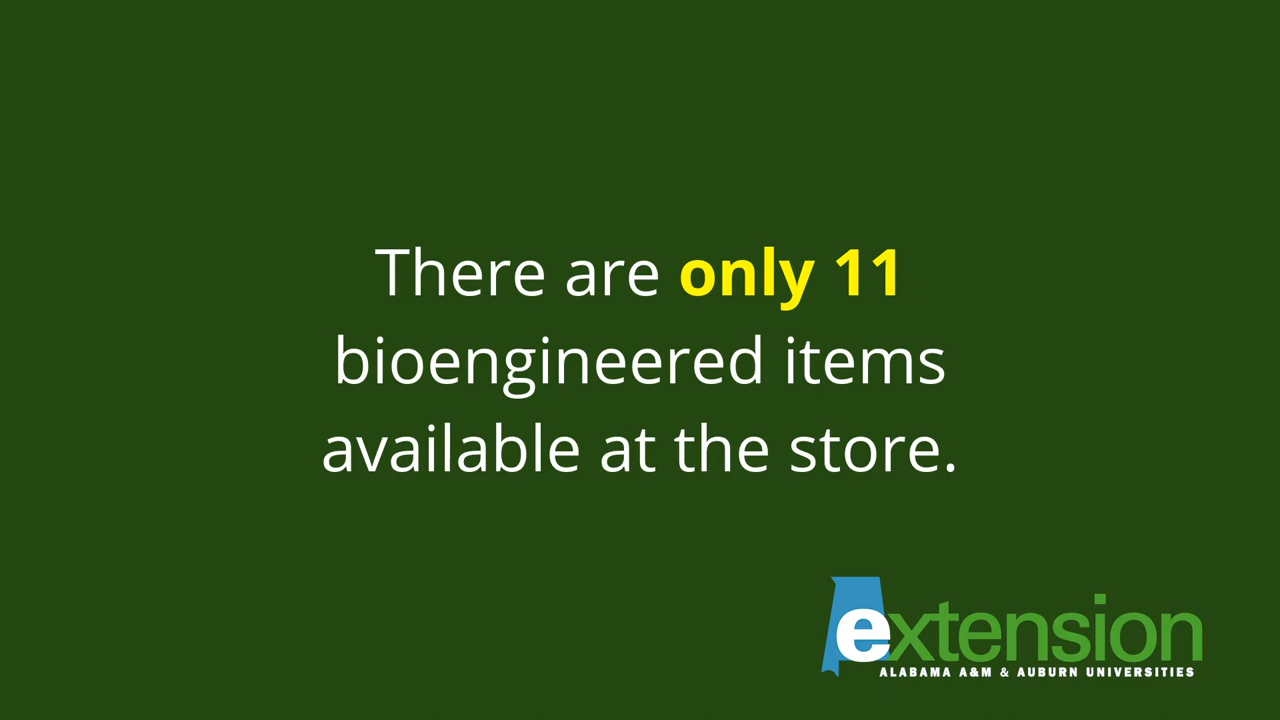 There are only 11
bioengineered items
available at the store.
extension
ALABAMA A&M & AUBURN UNIVERSITIES